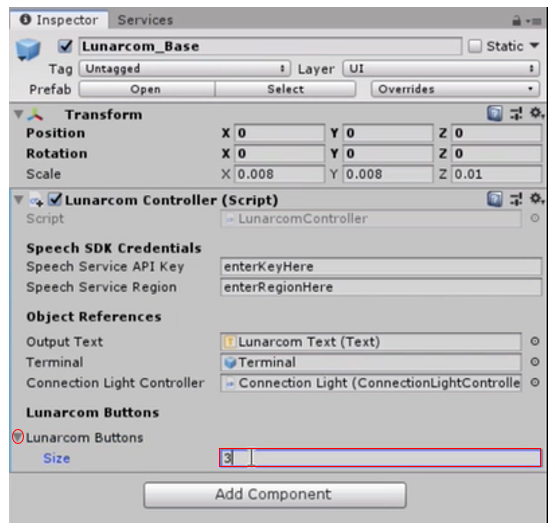 Inspector Services
Lunarcom_Base Static
Tag Untagged Layer UI
Prefab Open Select Overrides
Transform
Position X 0 Y 0 Z 0
Rotation X 0 Y 0 Z 0
Scale X 0.008 Y 0.008 Z 0.01
Lunarcom Controller (Script)
Script LunarcomController
Speech SDK Credentials
Speech Service API Key enterKeyHere
Speech Service Region enterRegionHere
Object References
Output Text Lunarcom Text (Text)
Terminal Terminal
Connection Light Controller Connection Light (ConnectionLightControlle
Lunarcom Buttons
Lunarcom Buttons
Size 3
Add Component